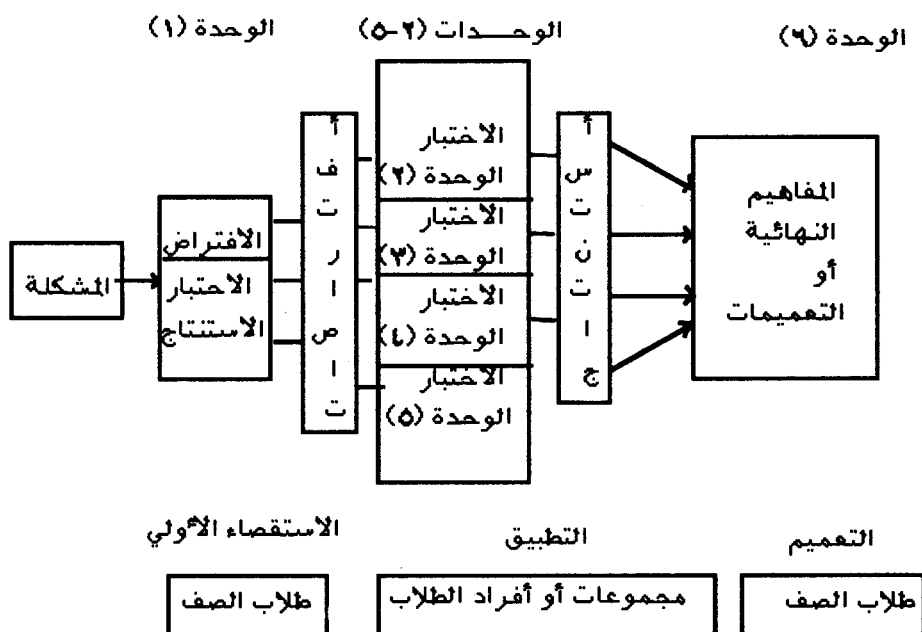 الوحدة (١)
الوحـــدات (٢-٥)
الوحدة (٦)
المشكلة
الافتراض
الاحتبار
الاستنتاج
أ
ف
ت
ر
ا
ص
ا
ت
الاختبار
الوحدة (٢)
الاختبار
الوحدة (٣)
الاختبار
الوحدة (٤)
الاختبار
الوحدة (٥)
أ
س
ت
ن
ت
ا
ج
المفاهيم
النهائية
أو
التعميمات
الاستقصاء الأولي
التطبيق
التعميم
طلاب الصف
مجموعات أو أفراد الطلاب
طلاب الصف